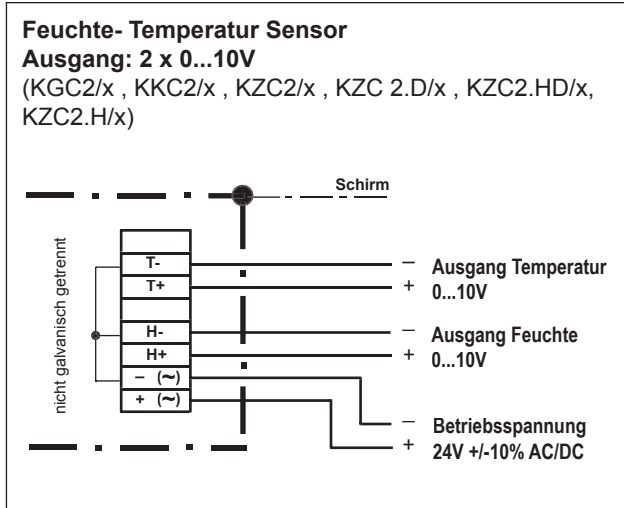 Feuchte- Temperatur Sensor
Ausgang: 2 x 0...10V
(KGC2/x , KKC2/x , KZC2/x , KZC 2.D/x , KZC2.HD/x,
KZC2.H/x)
Schirm
nicht galvanisch getrennt
T-
T+
H-
H+
– (~)
+ (~)
– Ausgang Temperatur
+ 0...10V
– Ausgang Feuchte
+ 0...10V
– Betriebsspannung
+ 24V +/-10% AC/DC